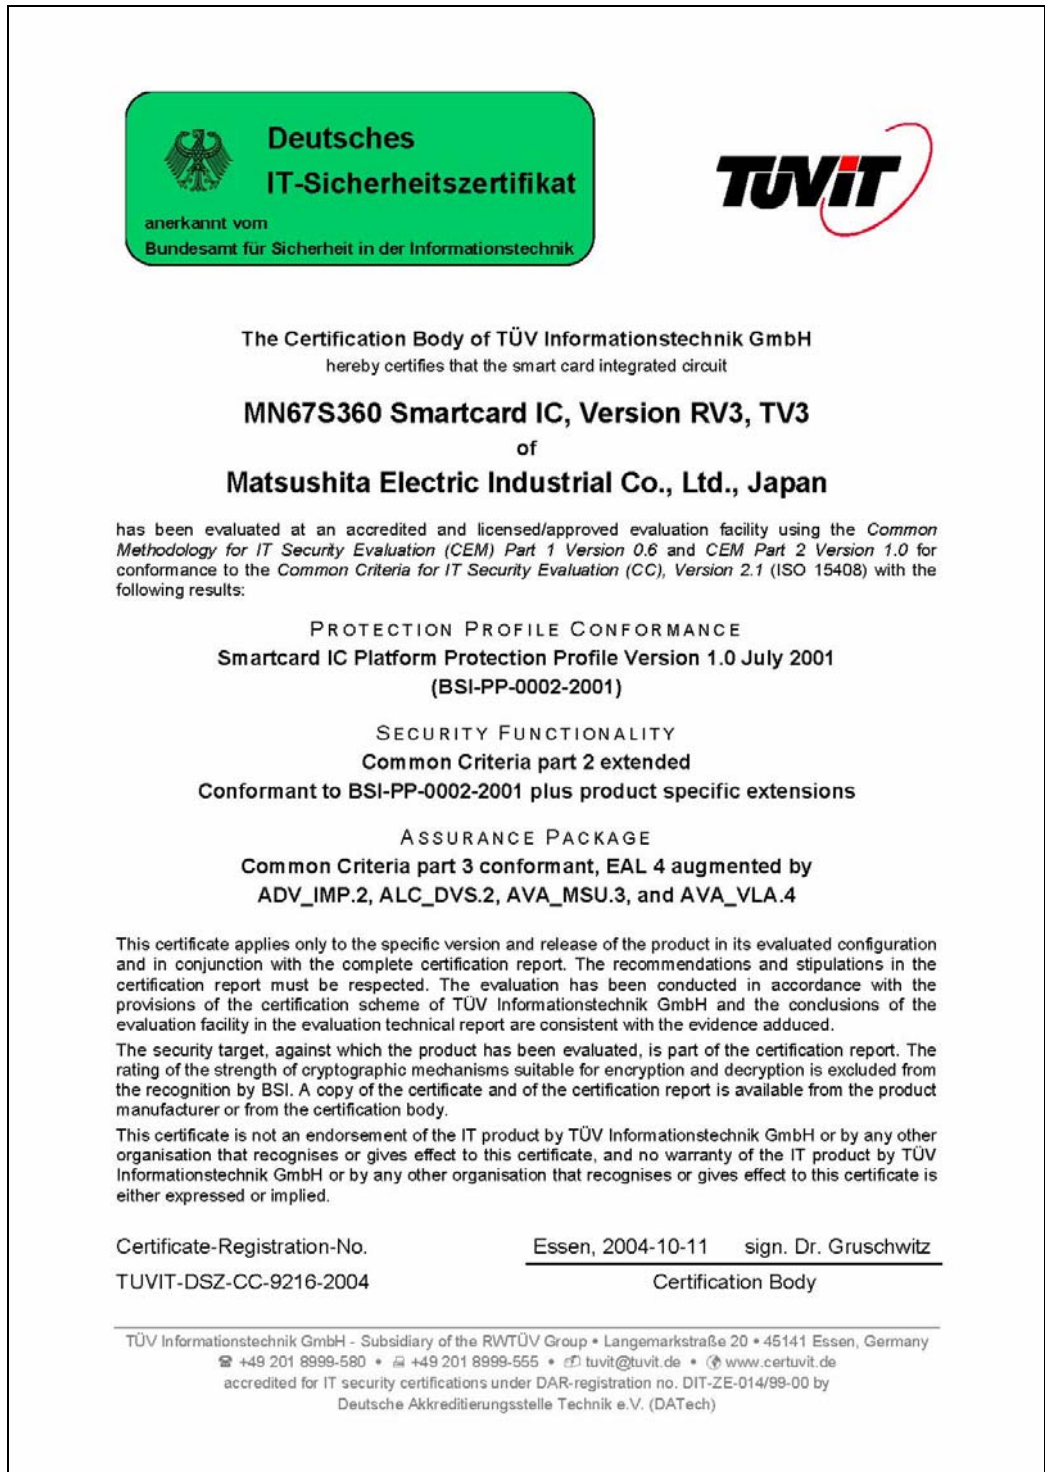 Deutsches
IT-Sicherheitszertifikat
anerkannt vom
Bundesamt für Sicherheit in der Informationstechnik
TÜViT
The Certification Body of TÜV Informationstechnik GmbH
hereby certifies that the smart card integrated circuit
MN67S360 Smartcard IC, Version RV3, TV3
of
Matsushita Electric Industrial Co., Ltd., Japan
has been evaluated at an accredited and licensed/approved evaluation facility using the Common
Methodology for IT Security Evaluation (CEM) Part 1 Version 0.6 and CEM Part 2 Version 1.0 for
conformance to the Common Criteria for IT Security Evaluation (CC), Version 2.1 (ISO 15408) with the
following results:
PROTECTION PROFILE CONFORMANCE
Smartcard IC Platform Protection Profile Version 1.0 July 2001
(BSI-PP-0002-2001)
SECURITY FUNCTIONALITY
Common Criteria part 2 extended
Conformant to BSI-PP-0002-2001 plus product specific extensions
ASSURANCE PACKAGE
Common Criteria part 3 conformant, EAL 4 augmented by
ADV_IMP.2, ALC_DVS.2, AVA_MSU.3, and AVA_VLA.4
This certificate applies only to the specific version and release of the product in its evaluated configuration
and in conjunction with the complete certification report. The recommendations and stipulations in the
certification report must be respected. The evaluation has been conducted in accordance with the
provisions of the certification scheme of TÜV Informationstechnik GmbH and the conclusions of the
evaluation facility in the evaluation technical report are consistent with the evidence adduced.
The security target, against which the product has been evaluated, is part of the certification report. The
rating of the strength of cryptographic mechanisms suitable for encryption and decryption is excluded from
the recognition by BSI. A copy of the certificate and of the certification report is available from the product
manufacturer or from the certification body.
This certificate is not an endorsement of the IT product by TÜV Informationstechnik GmbH or by any other
organisation that recognises or gives effect to this certificate, and no warranty of the IT product by TÜV
Informationstechnik GmbH or by any other organisation that recognises or gives effect to this certificate is
either expressed or implied.
Certificate-Registration-No.
TUVIT-DSZ-CC-9216-2004
Essen, 2004-10-11 sign. Dr. Gruschwitz
Certification Body
TÜV Informationstechnik GmbH - Subsidiary of the RWTÜV Group • Langemarkstraße 20 • 45141 Essen, Germany
☎ +49 201 8999-580 • +49 201 8999-555 • tuvit@tuvit.de • www.certuvit.de
accredited for IT security certifications under DAR-registration no. DIT-ZE-014/99-00 by
Deutsche Akkreditierungsstelle Technik e.V. (DATech)